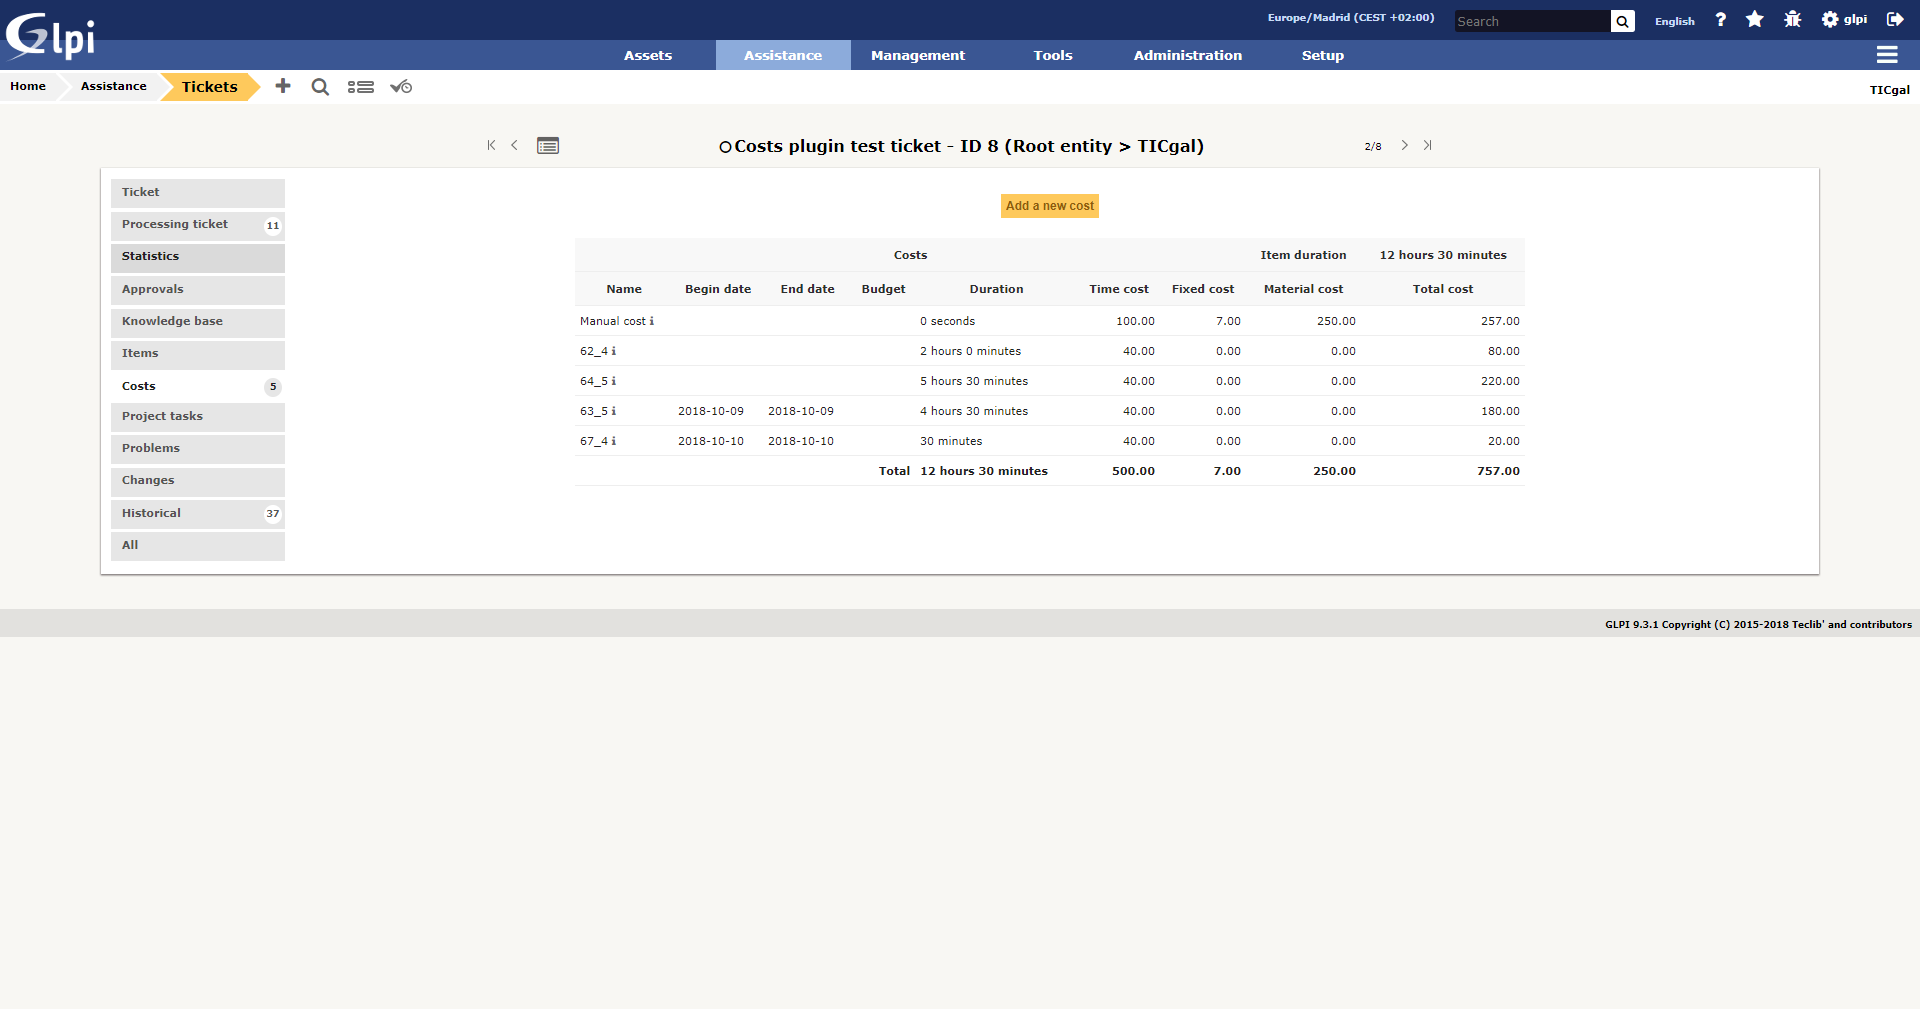 Glpi
Europe/Madrid (CEST +02:00)
Search
English
?
glpi
Assets
Assistance
Management
Tools
Administration
Setup
Home
Assistance
Tickets
TICgal
Costs plugin test ticket - ID 8 (Root entity > TICgal)
2/8
Ticket
Processing ticket 11
Statistics
Approvals
Knowledge base
Items
Costs 5
Project tasks
Problems
Changes
Historical 37
All
Add a new cost
Costs Item duration 12 hours 30 minutes
Name Begin date End date Budget Duration Time cost Fixed cost Material cost Total cost
Manual cost i 0 seconds 100.00 7.00 250.00 257.00
62_4 i 2 hours 0 minutes 40.00 0.00 0.00 80.00
64_5 i 5 hours 30 minutes 40.00 0.00 0.00 220.00
63_5 i 2018-10-09 2018-10-09 4 hours 30 minutes 40.00 0.00 0.00 180.00
67_4 i 2018-10-10 2018-10-10 30 minutes 40.00 0.00 0.00 20.00
Total 12 hours 30 minutes 500.00 7.00 250.00 757.00
GLPI 9.3.1 Copyright (C) 2015-2018 Teclib' and contributors